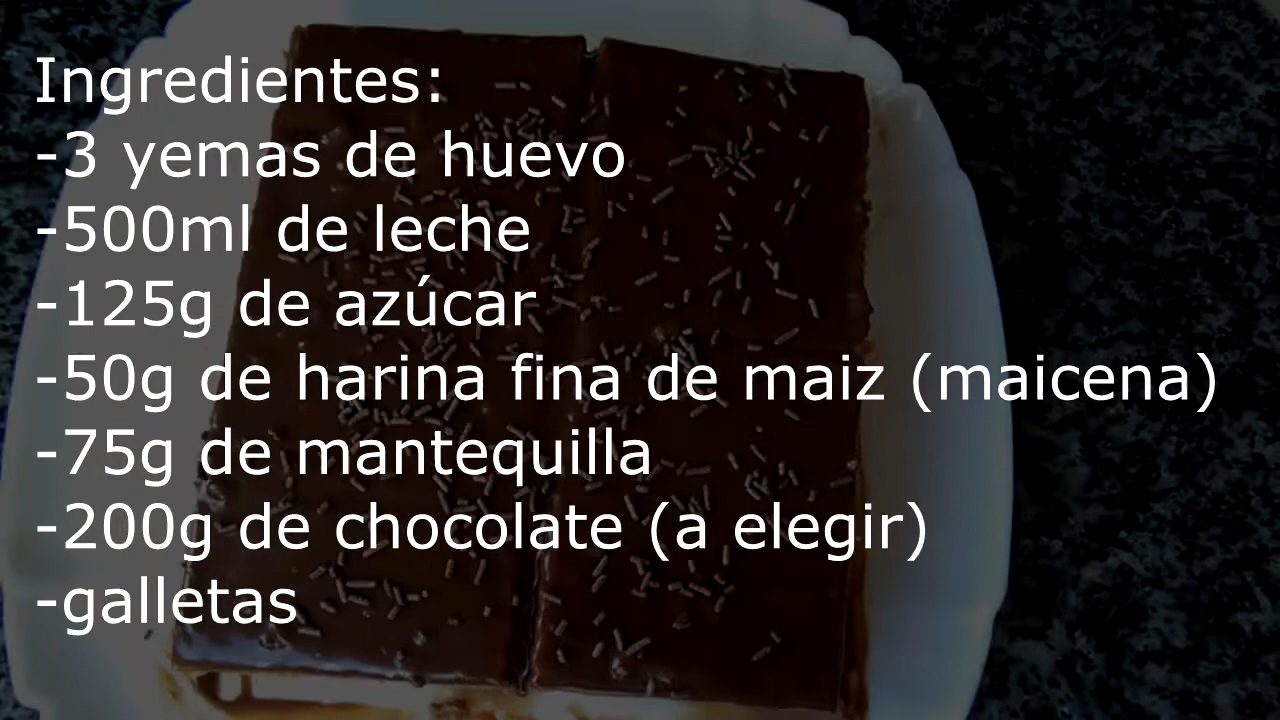 Ingredientes:
-3 yemas de huevo
-500ml de leche
-125g de azúcar
-50g de harina fina de maiz (maicena)
-75g de mantequilla
-200g de chocolate (a elegir)
-galletas